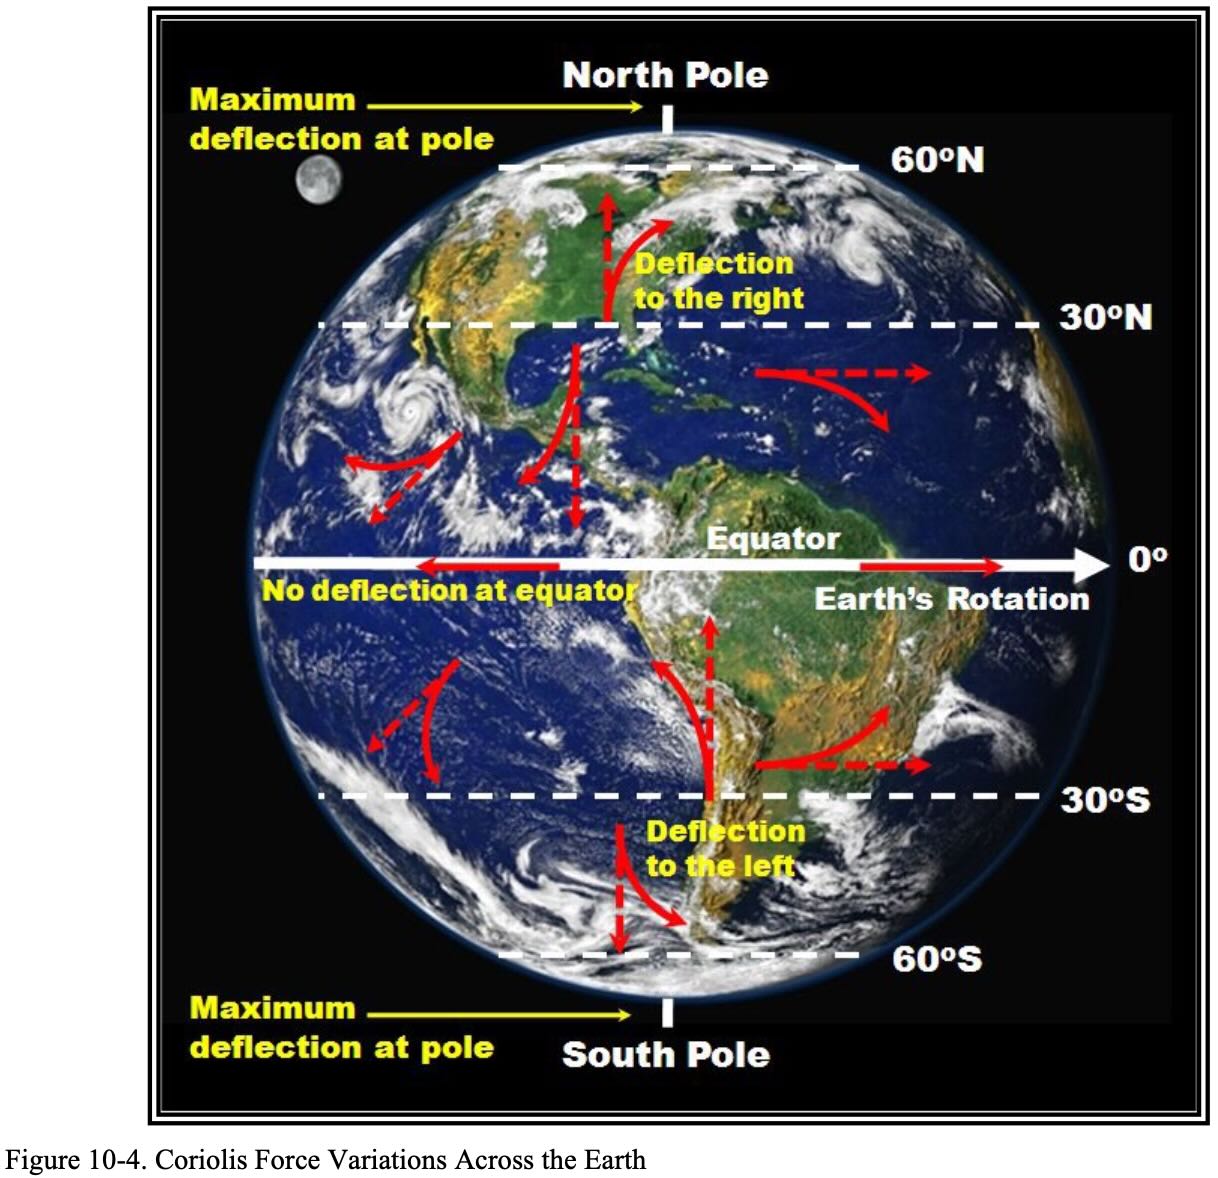 North Pole
Maximum
deflection at pole
60ºN
Deflection
to the right
30ºN
Equator
0º
No deflection at equator
Earth's Rotation
30ºS
Deflection
to the left
60ºS
Maximum
deflection at pole
South Pole
Figure 10-4. Coriolis Force Variations Across the Earth